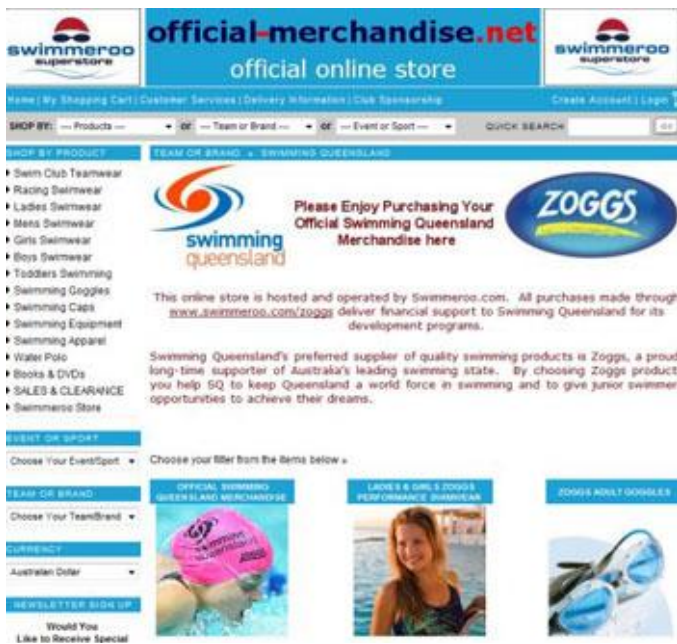 swimmeroo
superstore
official-merchandise.net
official online store
swimmeroo
superstore
Home | My Shopping Cart | Customer Services | Delivery Information | Club Sponsorship
Create Account | Login
SHOP BY: --- Products --- or --- Team or Brand --- or --- Event or Sport --- QUICK SEARCH
SHOP BY PRODUCT
Swim Club Teamwear
Racing Swimwear
Ladies Swimwear
Mens Swimwear
Girls Swimwear
Boys Swimwear
Toddlers Swimming
Swimming Goggles
Swimming Caps
Swimming Equipment
Swimming Apparel
Water Polo
Books & DVDs
SALES & CLEARANCE
Swimmeroo Store
EVENT OR SPORT
Choose Your Event/Sport
TEAM OR BRAND
Choose Your Team/Brand
CURRENCY
Australian Dollar
NEWSLETTER SIGN UP
Would You
Like to Receive Special
TEAM OR BRAND » SWIMMING QUEENSLAND
swimming
queensland
Please Enjoy Purchasing Your
Official Swimming Queensland
Merchandise here
ZOGGS
This online store is hosted and operated by Swimmeroo.com. All purchases made through
www.swimmeroo.com/zoggs deliver financial support to Swimming Queensland for its
development programs.
Swimming Queensland's preferred supplier of quality swimming products is Zoggs, a proud
long-time supporter of Australia's leading swimming state. By choosing Zoggs product
you help SQ to keep Queensland a world force in swimming and to give junior swimmer
opportunities to achieve their dreams.
Choose your filter from the items below »
OFFICIAL SWIMMING
QUEENSLAND MERCHANDISE
LADIES & GIRLS ZOGGS
PERFORMANCE SWIMWEAR
ZOGGS ADULT GOGGLES
swimming
queensland